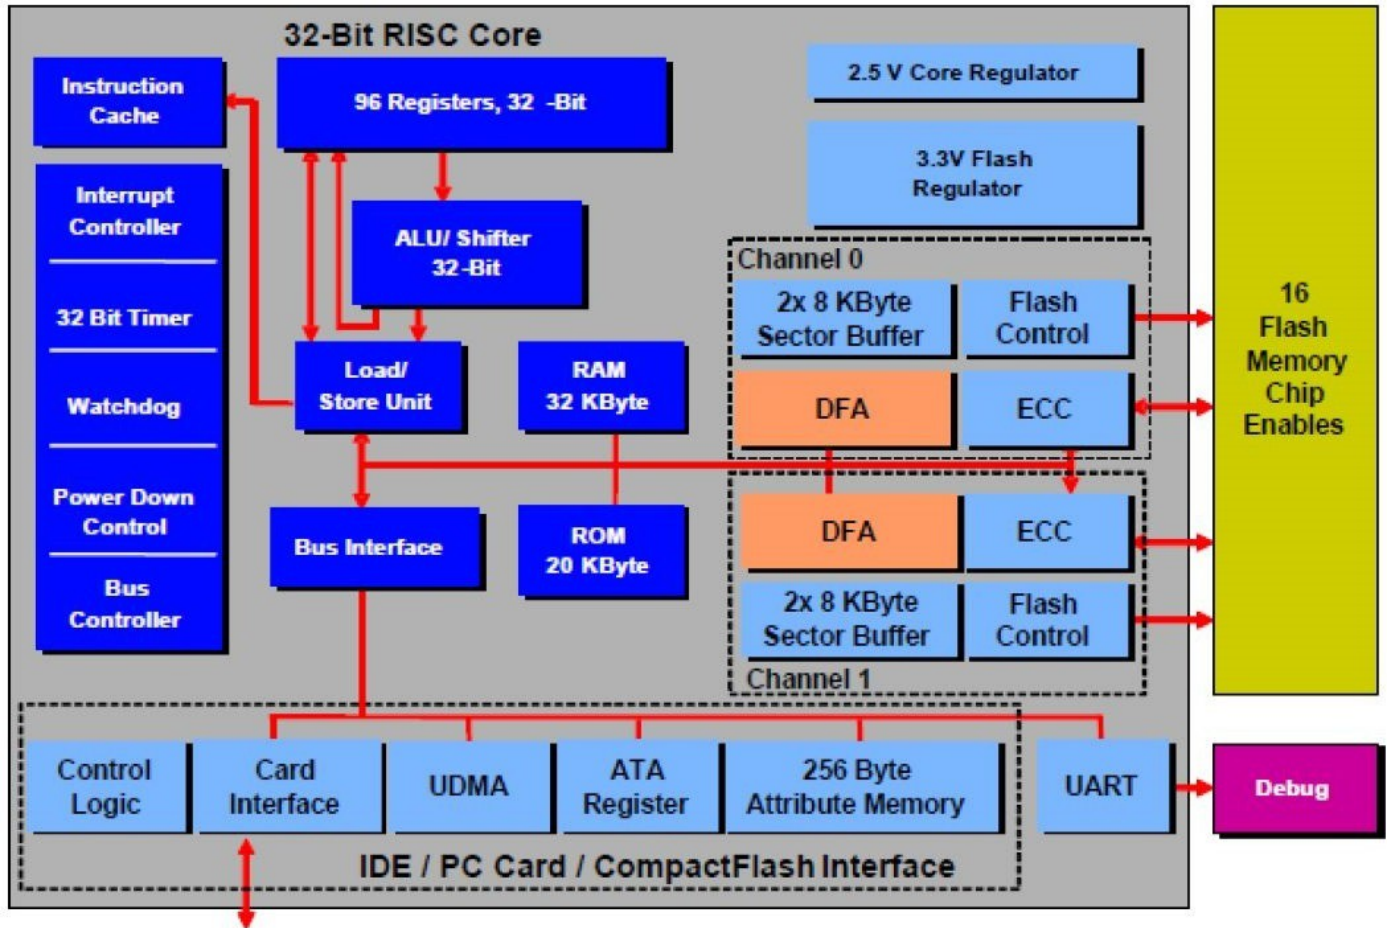 32-Bit RISC Core
Instruction
Cache
96 Registers, 32 -Bit
2.5 V Core Regulator
3.3V Flash
Regulator
Interrupt
Controller
32 Bit Timer
Watchdog
Power Down
Control
Bus
Controller
ALU/ Shifter
32-Bit
Load/
Store Unit
RAM
32 KByte
Bus Interface
ROM
20 KByte
Channel 0
2x 8 KByte
Sector Buffer
Flash
Control
DFA
ECC
DFA
ECC
2x 8 KByte
Sector Buffer
Flash
Control
Channel 1
16
Flash
Memory
Chip
Enables
Control
Logic
Card
Interface
UDMA
ATA
Register
256 Byte
Attribute Memory
UART
Debug
IDE / PC Card / CompactFlash Interface